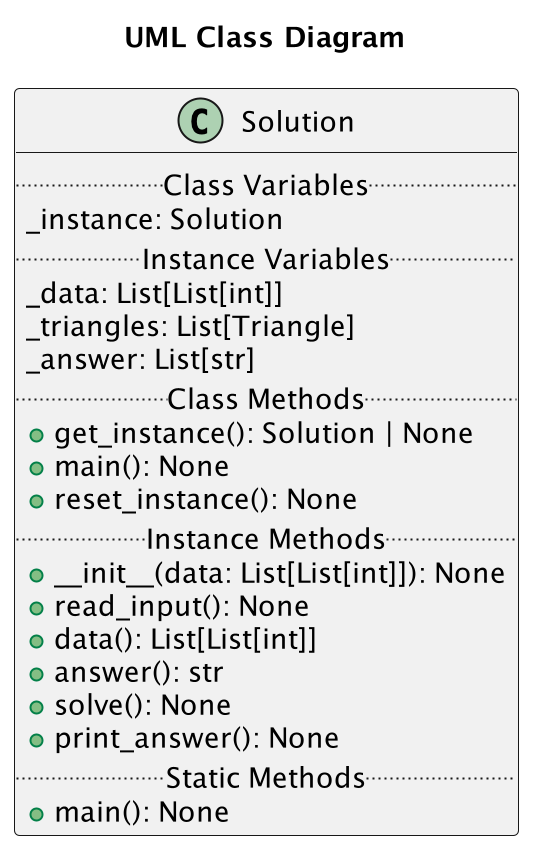 UML Class Diagram
C Solution
Class Variables
_instance: Solution
Instance Variables
_data: List[List[int]]
_triangles: List[Triangle]
_answer: List[str]
Class Methods
get_instance(): Solution | None
main(): None
reset_instance(): None
Instance Methods
__init__(data: List[List[int]]): None
read_input(): None
data(): List[List[int]]
answer(): str
solve(): None
print_answer(): None
Static Methods
main(): None